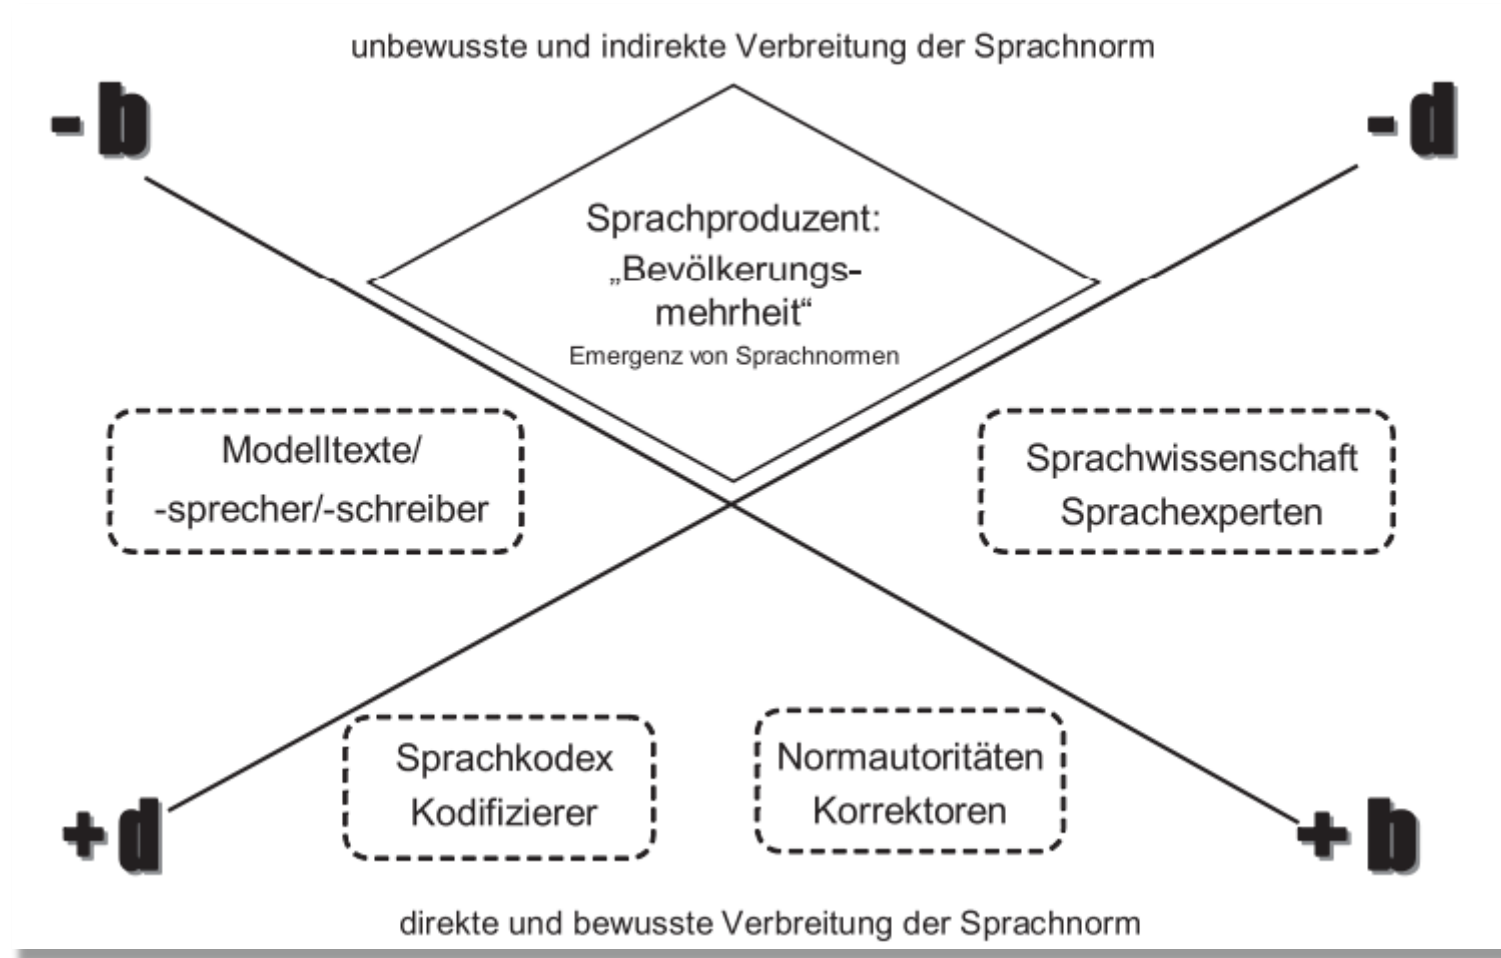 unbewusste und indirekte Verbreitung der Sprachnorm
- b
- d
Sprachproduzent:
„Bevölkerungs-
mehrheit“
Emergenz von Sprachnormen
Modelltexte/
-sprecher/-schreiber
Sprachwissenschaft
Sprachexperten
Sprachkodex
Kodifizierer
Normautoritäten
Korrektoren
+ d
+ b
direkte und bewusste Verbreitung der Sprachnorm